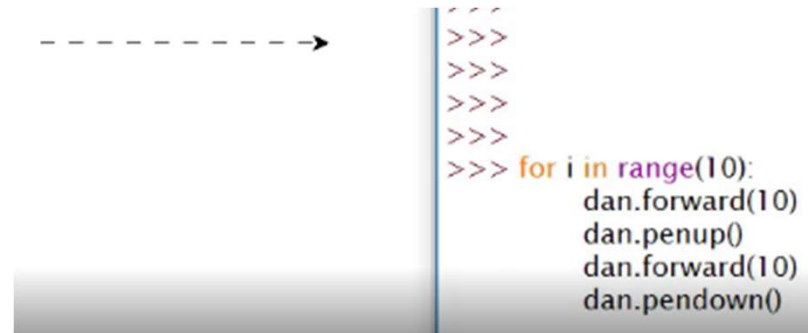 >>>
>>>
>>>
>>>
>>> for i in range(10):
dan.forward(10)
dan.penup()
dan.forward(10)
dan.pendown()